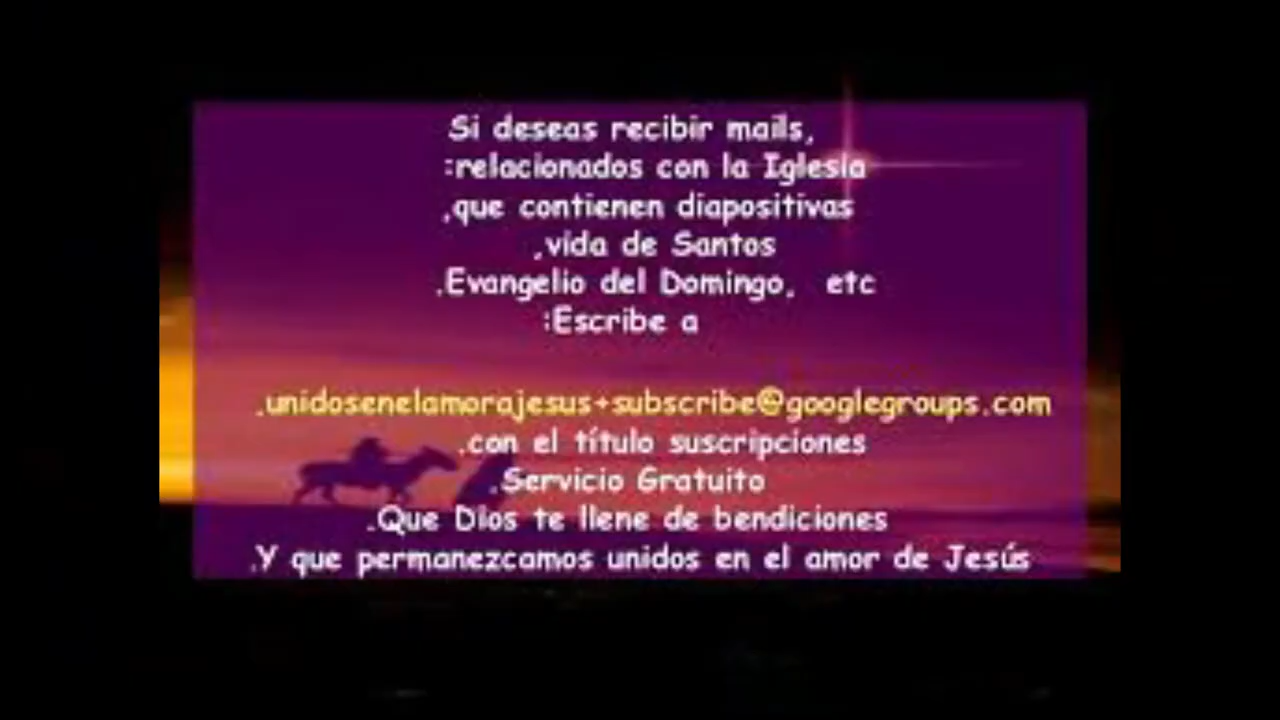 Si deseas recibir mails,
:relacionados con la Iglesia
,que contienen diapositivas
,vida de Santos
.Evangelio del Domingo, etc
:Escribe a
.unidosenelamorajesus+subscribe@googlegroups.com
.con el título suscripciones
.Servicio Gratuito
.Que Dios te llene de bendiciones
.Y que permanezcamos unidos en el amor de Jesús